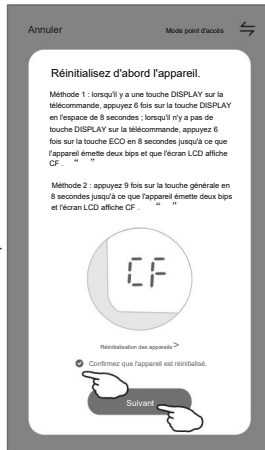 Annuler
Mode point d'accès
Réinitialisez d'abord l'appareil.
Méthode 1 : lorsqu'il y a une touche DISPLAY sur la
télécommande, appuyez 6 fois sur la touche DISPLAY
en l'espace de 8 secondes ; lorsqu'il n'y a pas de
touche DISPLAY sur la télécommande, appuyez 6
fois sur la touche ECO en 8 secondes jusqu'à ce que
l'appareil émette deux bips et que l'écran LCD affiche
CF . “ ”
Méthode 2 : appuyez 9 fois sur la touche générale en
8 secondes jusqu'à ce que l'appareil émette deux bips
et l'écran LCD affiche CF . “ ”
CF
Réinitialisation des appareils >
Confirmez que l'appareil est réinitialisé.
Suivant